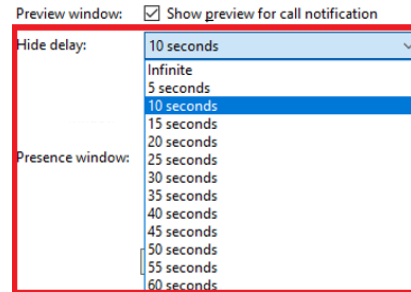 Preview window: Show preview for call notification
Hide delay: 10 seconds
Infinite
5 seconds
10 seconds
15 seconds
20 seconds
Presence window: 25 seconds
30 seconds
35 seconds
40 seconds
45 seconds
50 seconds
55 seconds
60 seconds